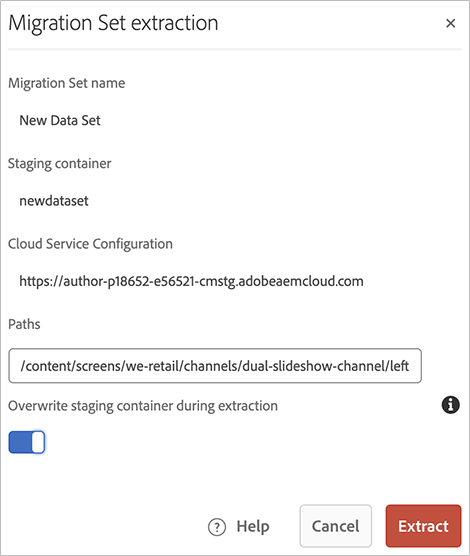 Migration Set extraction
Migration Set name
New Data Set
Staging container
newdataset
Cloud Service Configuration
https://author-p18652-e56521-cmstg.adobeaemcloud.com
Paths
/content/screens/we-retail/channels/dual-slideshow-channel/left
Overwrite staging container during extraction
Help
Cancel
Extract